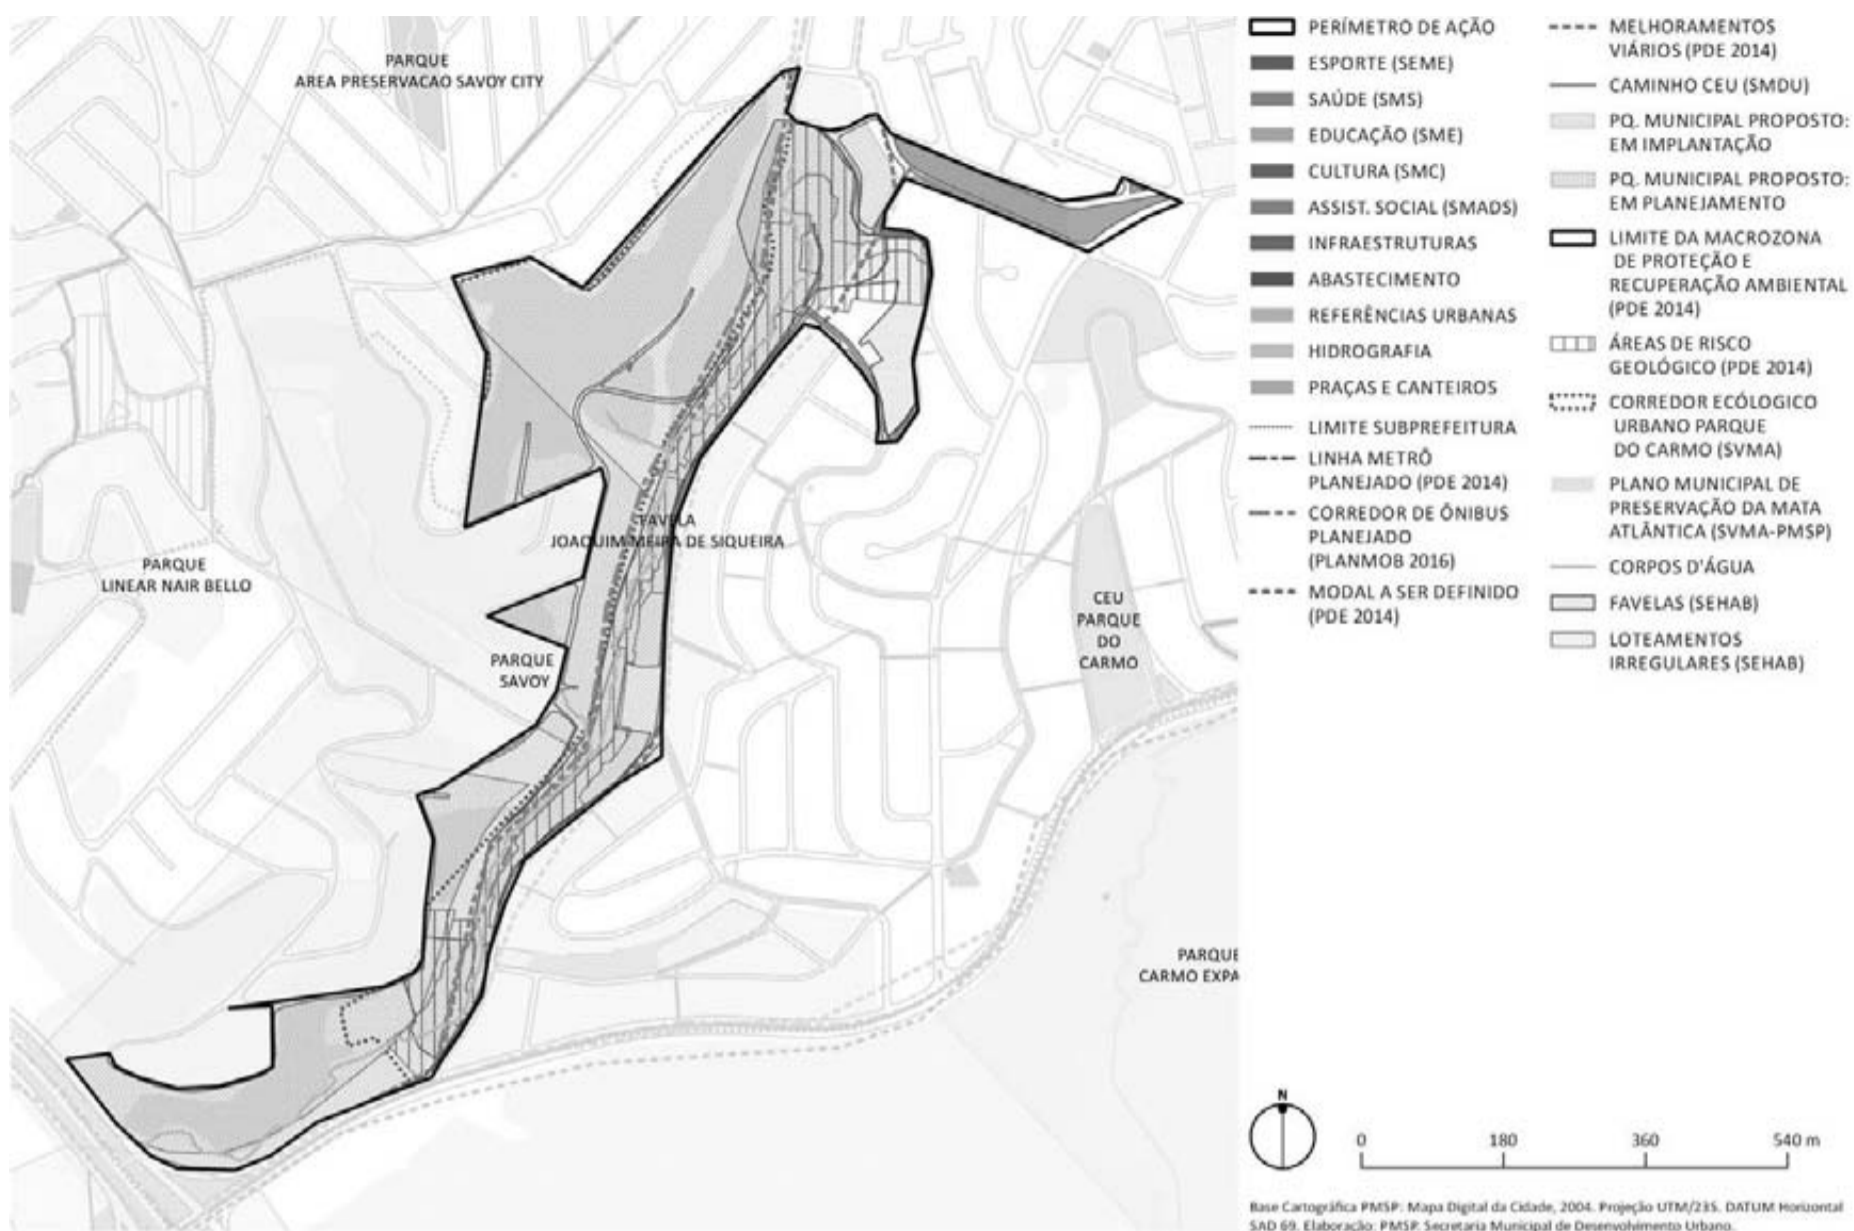 PARQUE
AREA PRESERVACAO SAVOY CITY
FAVELA
JOAQUIM MEIRA DE SIQUEIRA
PARQUE
LINEAR NAIR BELLO
PARQUE
SAVOY
CEU
PARQUE
DO
CARMO
PARQUE
CARMO EXPA
PERÍMETRO DE AÇÃO
ESPORTE (SEME)
SAÚDE (SMS)
EDUCAÇÃO (SME)
CULTURA (SMC)
ASSIST. SOCIAL (SMADS)
INFRAESTRUTURAS
ABASTECIMENTO
REFERÊNCIAS URBANAS
HIDROGRAFIA
PRAÇAS E CANTEIROS
LIMITE SUBPREFEITURA
LINHA METRÔ
PLANEJADO (PDE 2014)
CORREDOR DE ÔNIBUS
PLANEJADO
(PLANMOB 2016)
MODAL A SER DEFINIDO
(PDE 2014)
MELHORAMENTOS
VIÁRIOS (PDE 2014)
CAMINHO CEU (SMDU)
PQ. MUNICIPAL PROPOSTO:
EM IMPLANTAÇÃO
PQ. MUNICIPAL PROPOSTO:
EM PLANEJAMENTO
LIMITE DA MACROZONA
DE PROTEÇÃO E
RECUPERAÇÃO AMBIENTAL
(PDE 2014)
ÁREAS DE RISCO
GEOLÓGICO (PDE 2014)
CORREDOR ECÓLOGICO
URBANO PARQUE
DO CARMO (SVMA)
PLANO MUNICIPAL DE
PRESERVAÇÃO DA MATA
ATLÂNTICA (SVMA-PMSP)
CORPOS D'ÁGUA
FAVELAS (SEHAB)
LOTEAMENTOS
IRREGULARES (SEHAB)
N
0 180 360 540 m
Base Cartográfica PMSP: Mapa Digital da Cidade, 2004. Projeção UTM/23S. DATUM Horizontal
SAD 69. Elaboração: PMSP. Secretaria Municipal de Desenvolvimento Urbano.